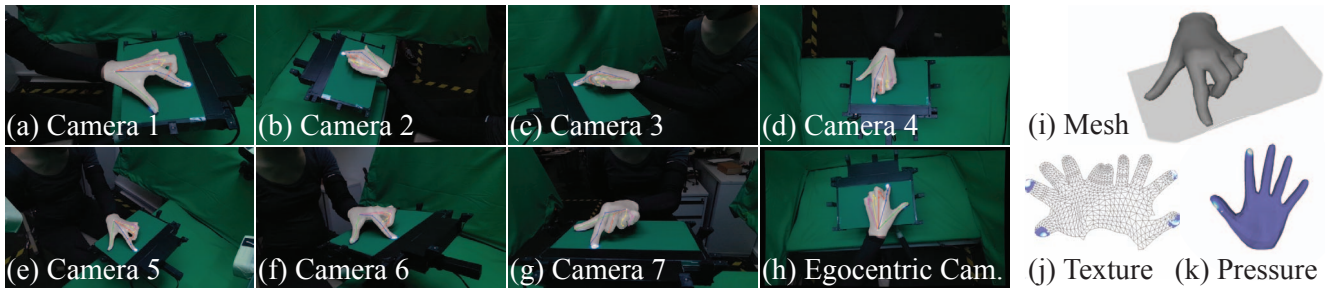 (a) Camera 1
(b) Camera 2
(c) Camera 3
(d) Camera 4
(i) Mesh
(e) Camera 5
(f) Camera 6
(g) Camera 7
(h) Egocentric Cam.
(j) Texture
(k) Pressure